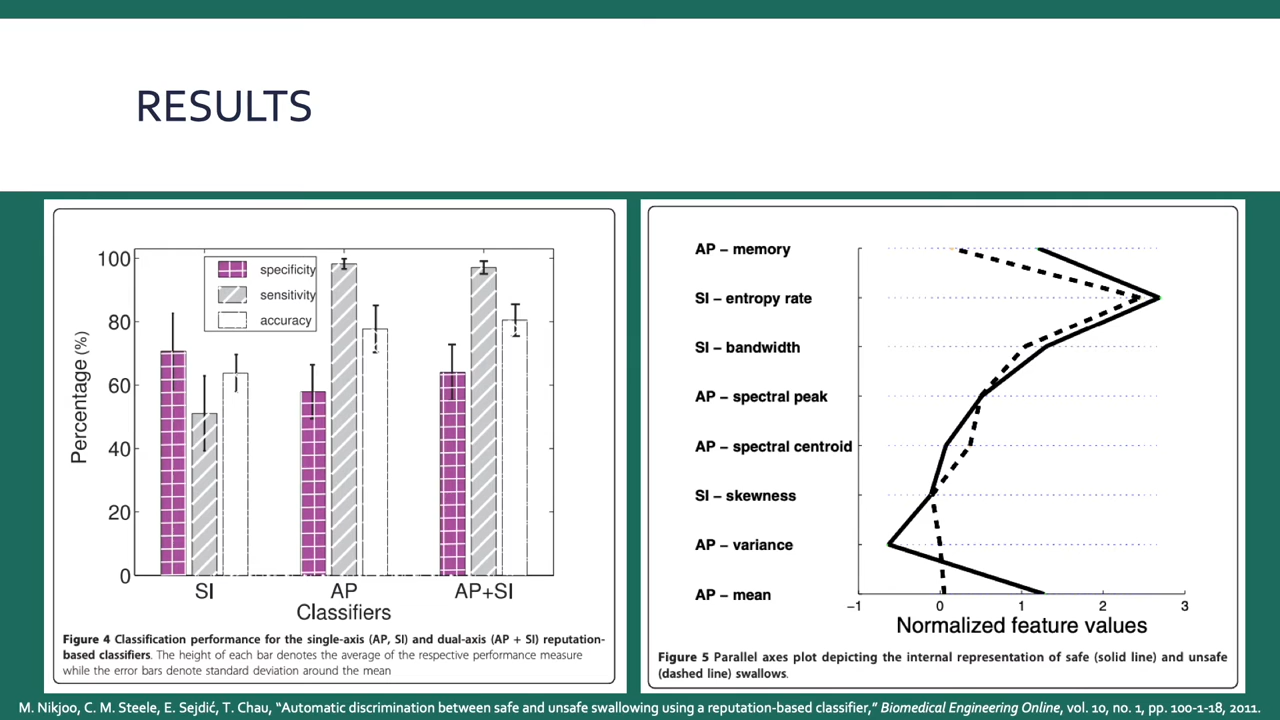 RESULTS
100
80
60
40
20
0
Percentage (%)
specificity
sensitivity
accuracy
SI
AP
AP+SI
Classifiers
Figure 4 Classification performance for the single-axis (AP, SI) and dual-axis (AP + SI) reputation-
based classifiers. The height of each bar denotes the average of the respective performance measure
while the error bars denote standard deviation around the mean
AP – memory
SI – entropy rate
SI – bandwidth
AP – spectral peak
AP – spectral centroid
SI – skewness
AP – variance
AP – mean
−1
0
1
2
3
Normalized feature values
Figure 5 Parallel axes plot depicting the internal representation of safe (solid line) and unsafe
(dashed line) swallows.
M. Nikjoo, C. M. Steele, E. Sejdić, T. Chau, “Automatic discrimination between safe and unsafe swallowing using a reputation-based classifier,” Biomedical Engineering Online, vol. 10, no. 1, pp. 100-1-18, 2011.